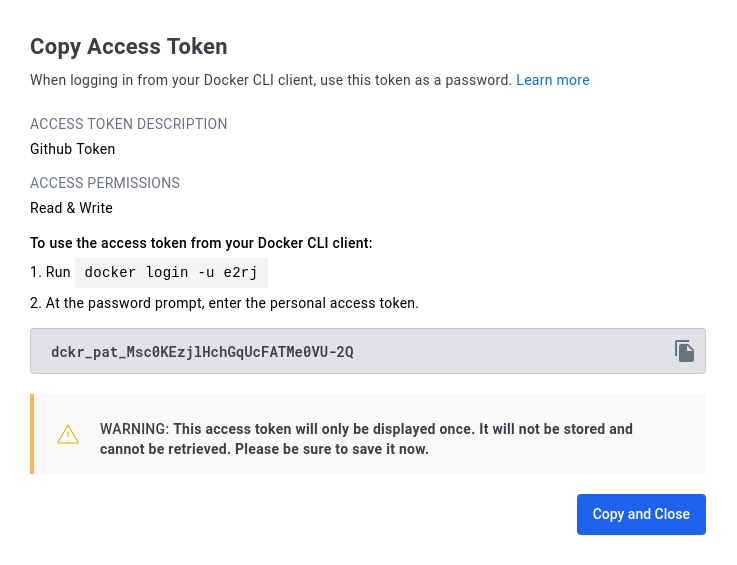 Copy Access Token
When logging in from your Docker CLI client, use this token as a password. Learn more
ACCESS TOKEN DESCRIPTION
Github Token
ACCESS PERMISSIONS
Read & Write
To use the access token from your Docker CLI client:
1. Run docker login -u e2rj
2. At the password prompt, enter the personal access token.
dckr_pat_Msc0KEzjlHchGqUcFATMe0VU-2Q
WARNING: This access token will only be displayed once. It will not be stored and
cannot be retrieved. Please be sure to save it now.
Copy and Close